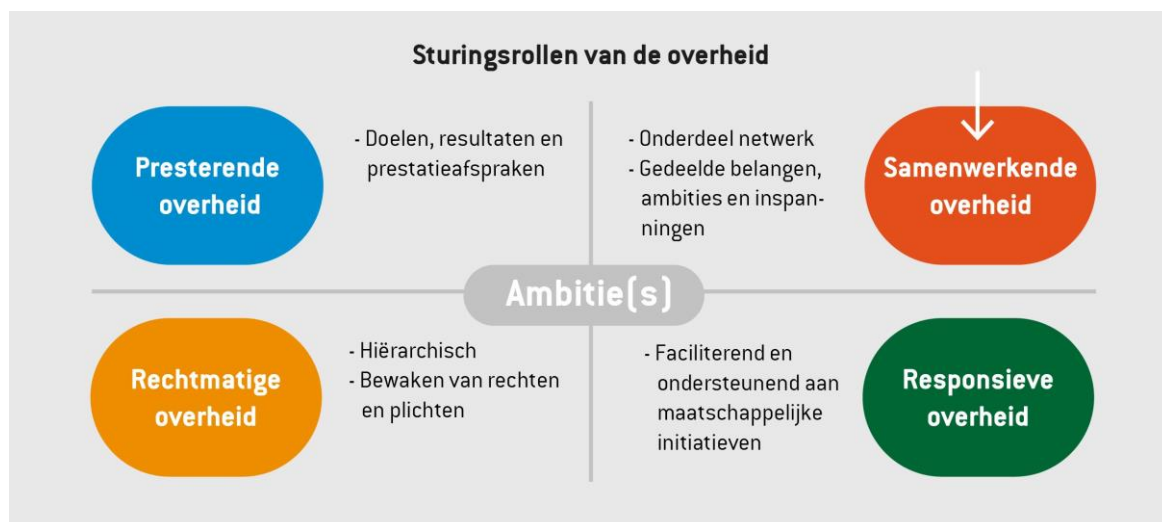 Sturingsrollen van de overheid
Presterende
overheid
- Doelen, resultaten en
prestatieafspraken
- Onderdeel netwerk
- Gedeelde belangen,
ambities en inspan-
ningen
Samenwerkende
overheid
Ambitie(s)
Rechtmatige
overheid
- Hiërarchisch
- Bewaken van rechten
en plichten
- Faciliterend en
ondersteunend aan
maatschappelijke
initiatieven
Responsieve
overheid